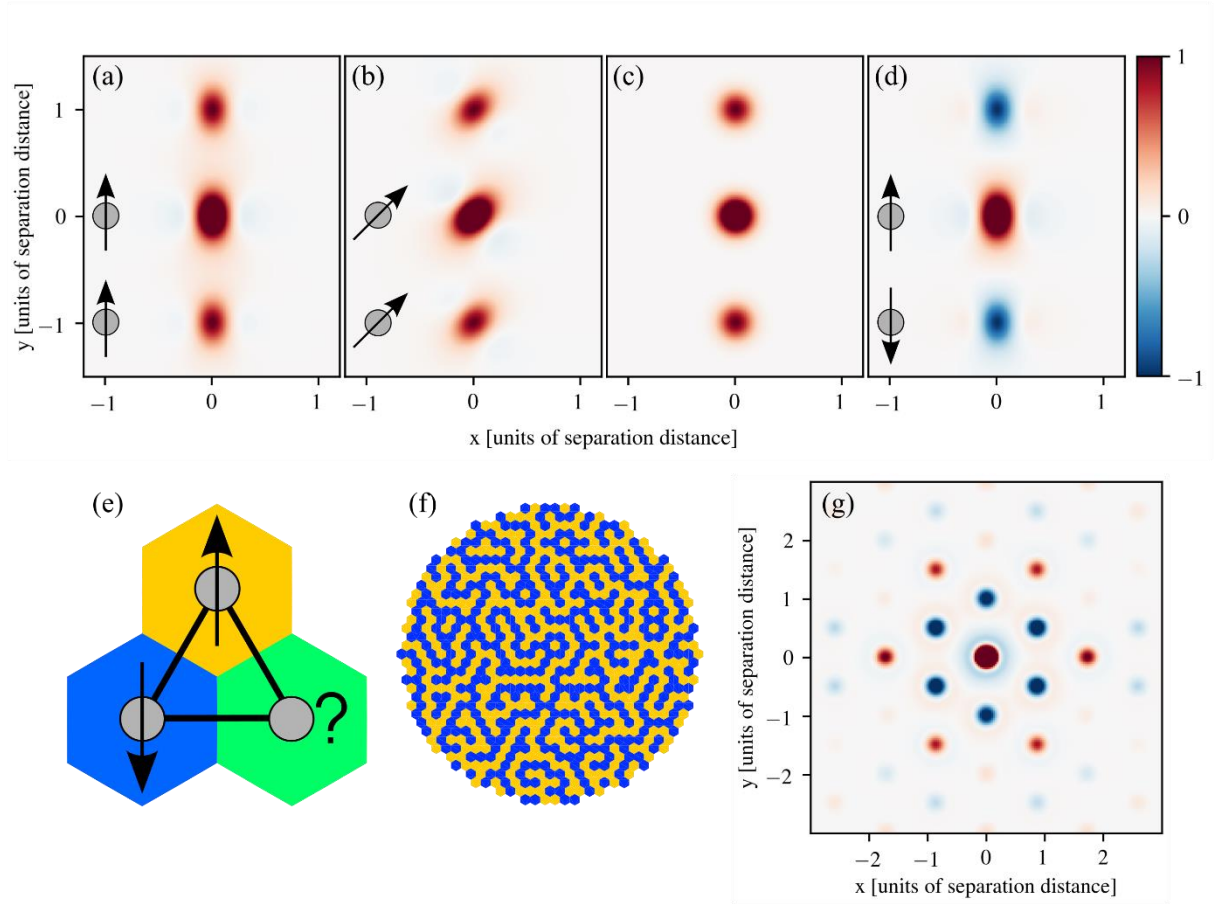 (a) (b) (c) (d)
1
1
0
0
−1
−1
y [units of separation distance]
−1 0 1 −1 0 1 −1 0 1 −1 0 1
x [units of separation distance]
(e) (f) (g)
?
2
1
0
−1
−2
y [units of separation distance]
−2 −1 0 1 2
x [units of separation distance]